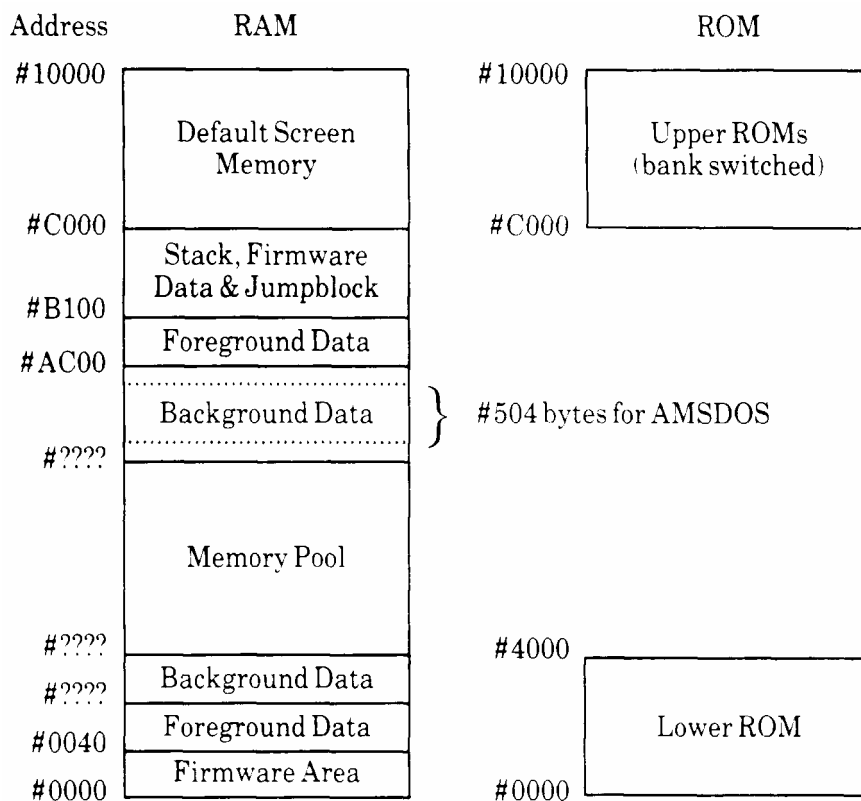 Address RAM ROM
#10000 #10000
Default Screen
Memory
Upper ROMs
(bank switched)
#C000 #C000
Stack, Firmware
Data & Jumpblock
#B100
Foreground Data
#AC00
Background Data
#504 bytes for AMSDOS
#????
Memory Pool
#????
#4000
Background Data
#????
Foreground Data
Lower ROM
#0040
Firmware Area
#0000 #0000